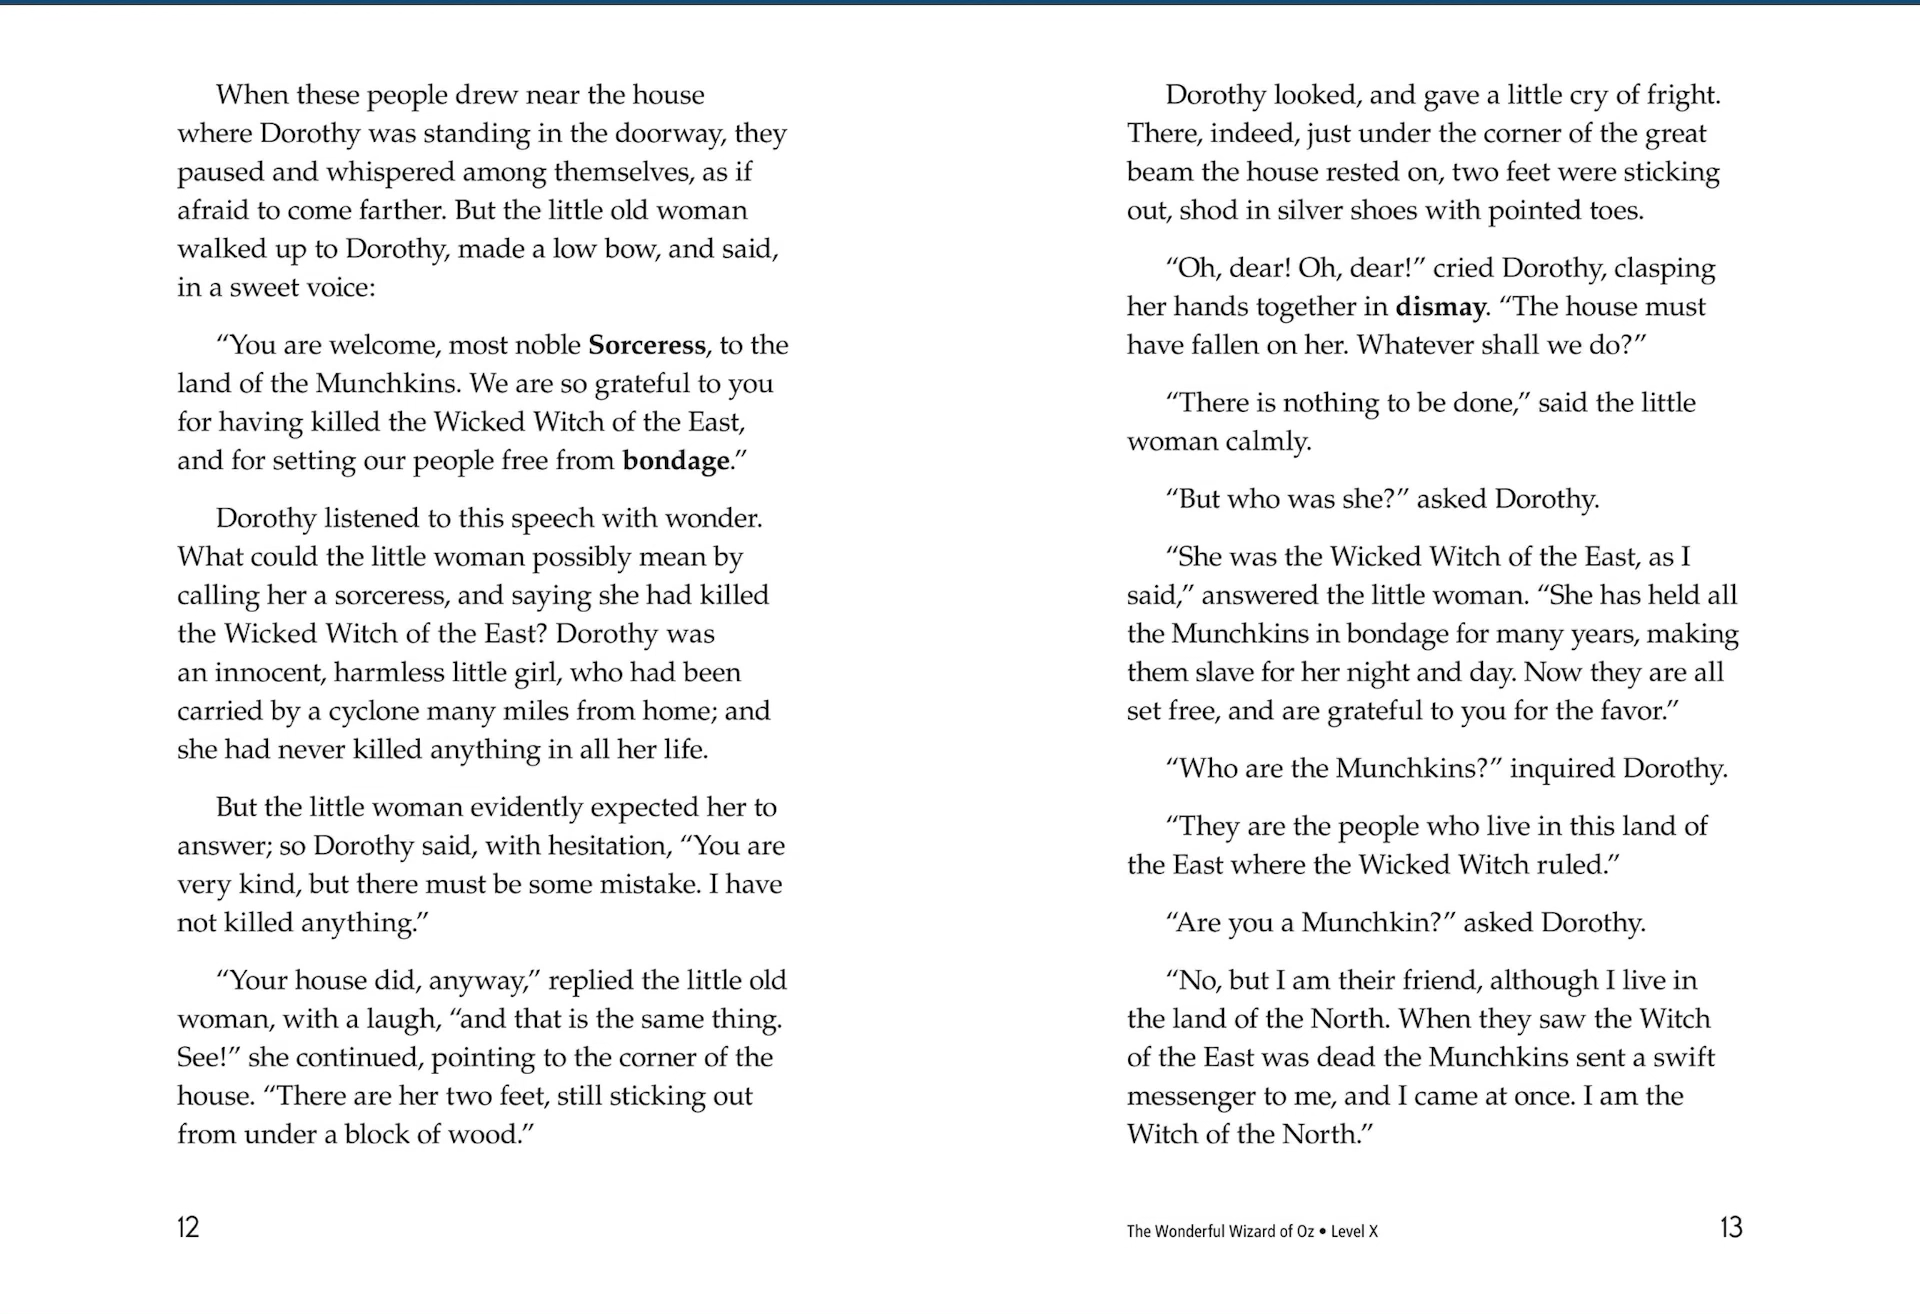 When these people drew near the house
where Dorothy was standing in the doorway, they
paused and whispered among themselves, as if
afraid to come farther. But the little old woman
walked up to Dorothy, made a low bow, and said,
in a sweet voice:
“You are welcome, most noble Sorceress, to the
land of the Munchkins. We are so grateful to you
for having killed the Wicked Witch of the East,
and for setting our people free from bondage.”
Dorothy listened to this speech with wonder.
What could the little woman possibly mean by
calling her a sorceress, and saying she had killed
the Wicked Witch of the East? Dorothy was
an innocent, harmless little girl, who had been
carried by a cyclone many miles from home; and
she had never killed anything in all her life.
But the little woman evidently expected her to
answer; so Dorothy said, with hesitation, “You are
very kind, but there must be some mistake. I have
not killed anything.”
“Your house did, anyway,” replied the little old
woman, with a laugh, “and that is the same thing.
See!” she continued, pointing to the corner of the
house. “There are her two feet, still sticking out
from under a block of wood.”
12
Dorothy looked, and gave a little cry of fright.
There, indeed, just under the corner of the great
beam the house rested on, two feet were sticking
out, shod in silver shoes with pointed toes.
“Oh, dear! Oh, dear!” cried Dorothy, clasping
her hands together in dismay. “The house must
have fallen on her. Whatever shall we do?”
“There is nothing to be done,” said the little
woman calmly.
“But who was she?” asked Dorothy.
“She was the Wicked Witch of the East, as I
said,” answered the little woman. “She has held all
the Munchkins in bondage for many years, making
them slave for her night and day. Now they are all
set free, and are grateful to you for the favor.”
“Who are the Munchkins?” inquired Dorothy.
“They are the people who live in this land of
the East where the Wicked Witch ruled.”
“Are you a Munchkin?” asked Dorothy.
“No, but I am their friend, although I live in
the land of the North. When they saw the Witch
of the East was dead the Munchkins sent a swift
messenger to me, and I came at once. I am the
Witch of the North.”
The Wonderful Wizard of Oz • Level X
13